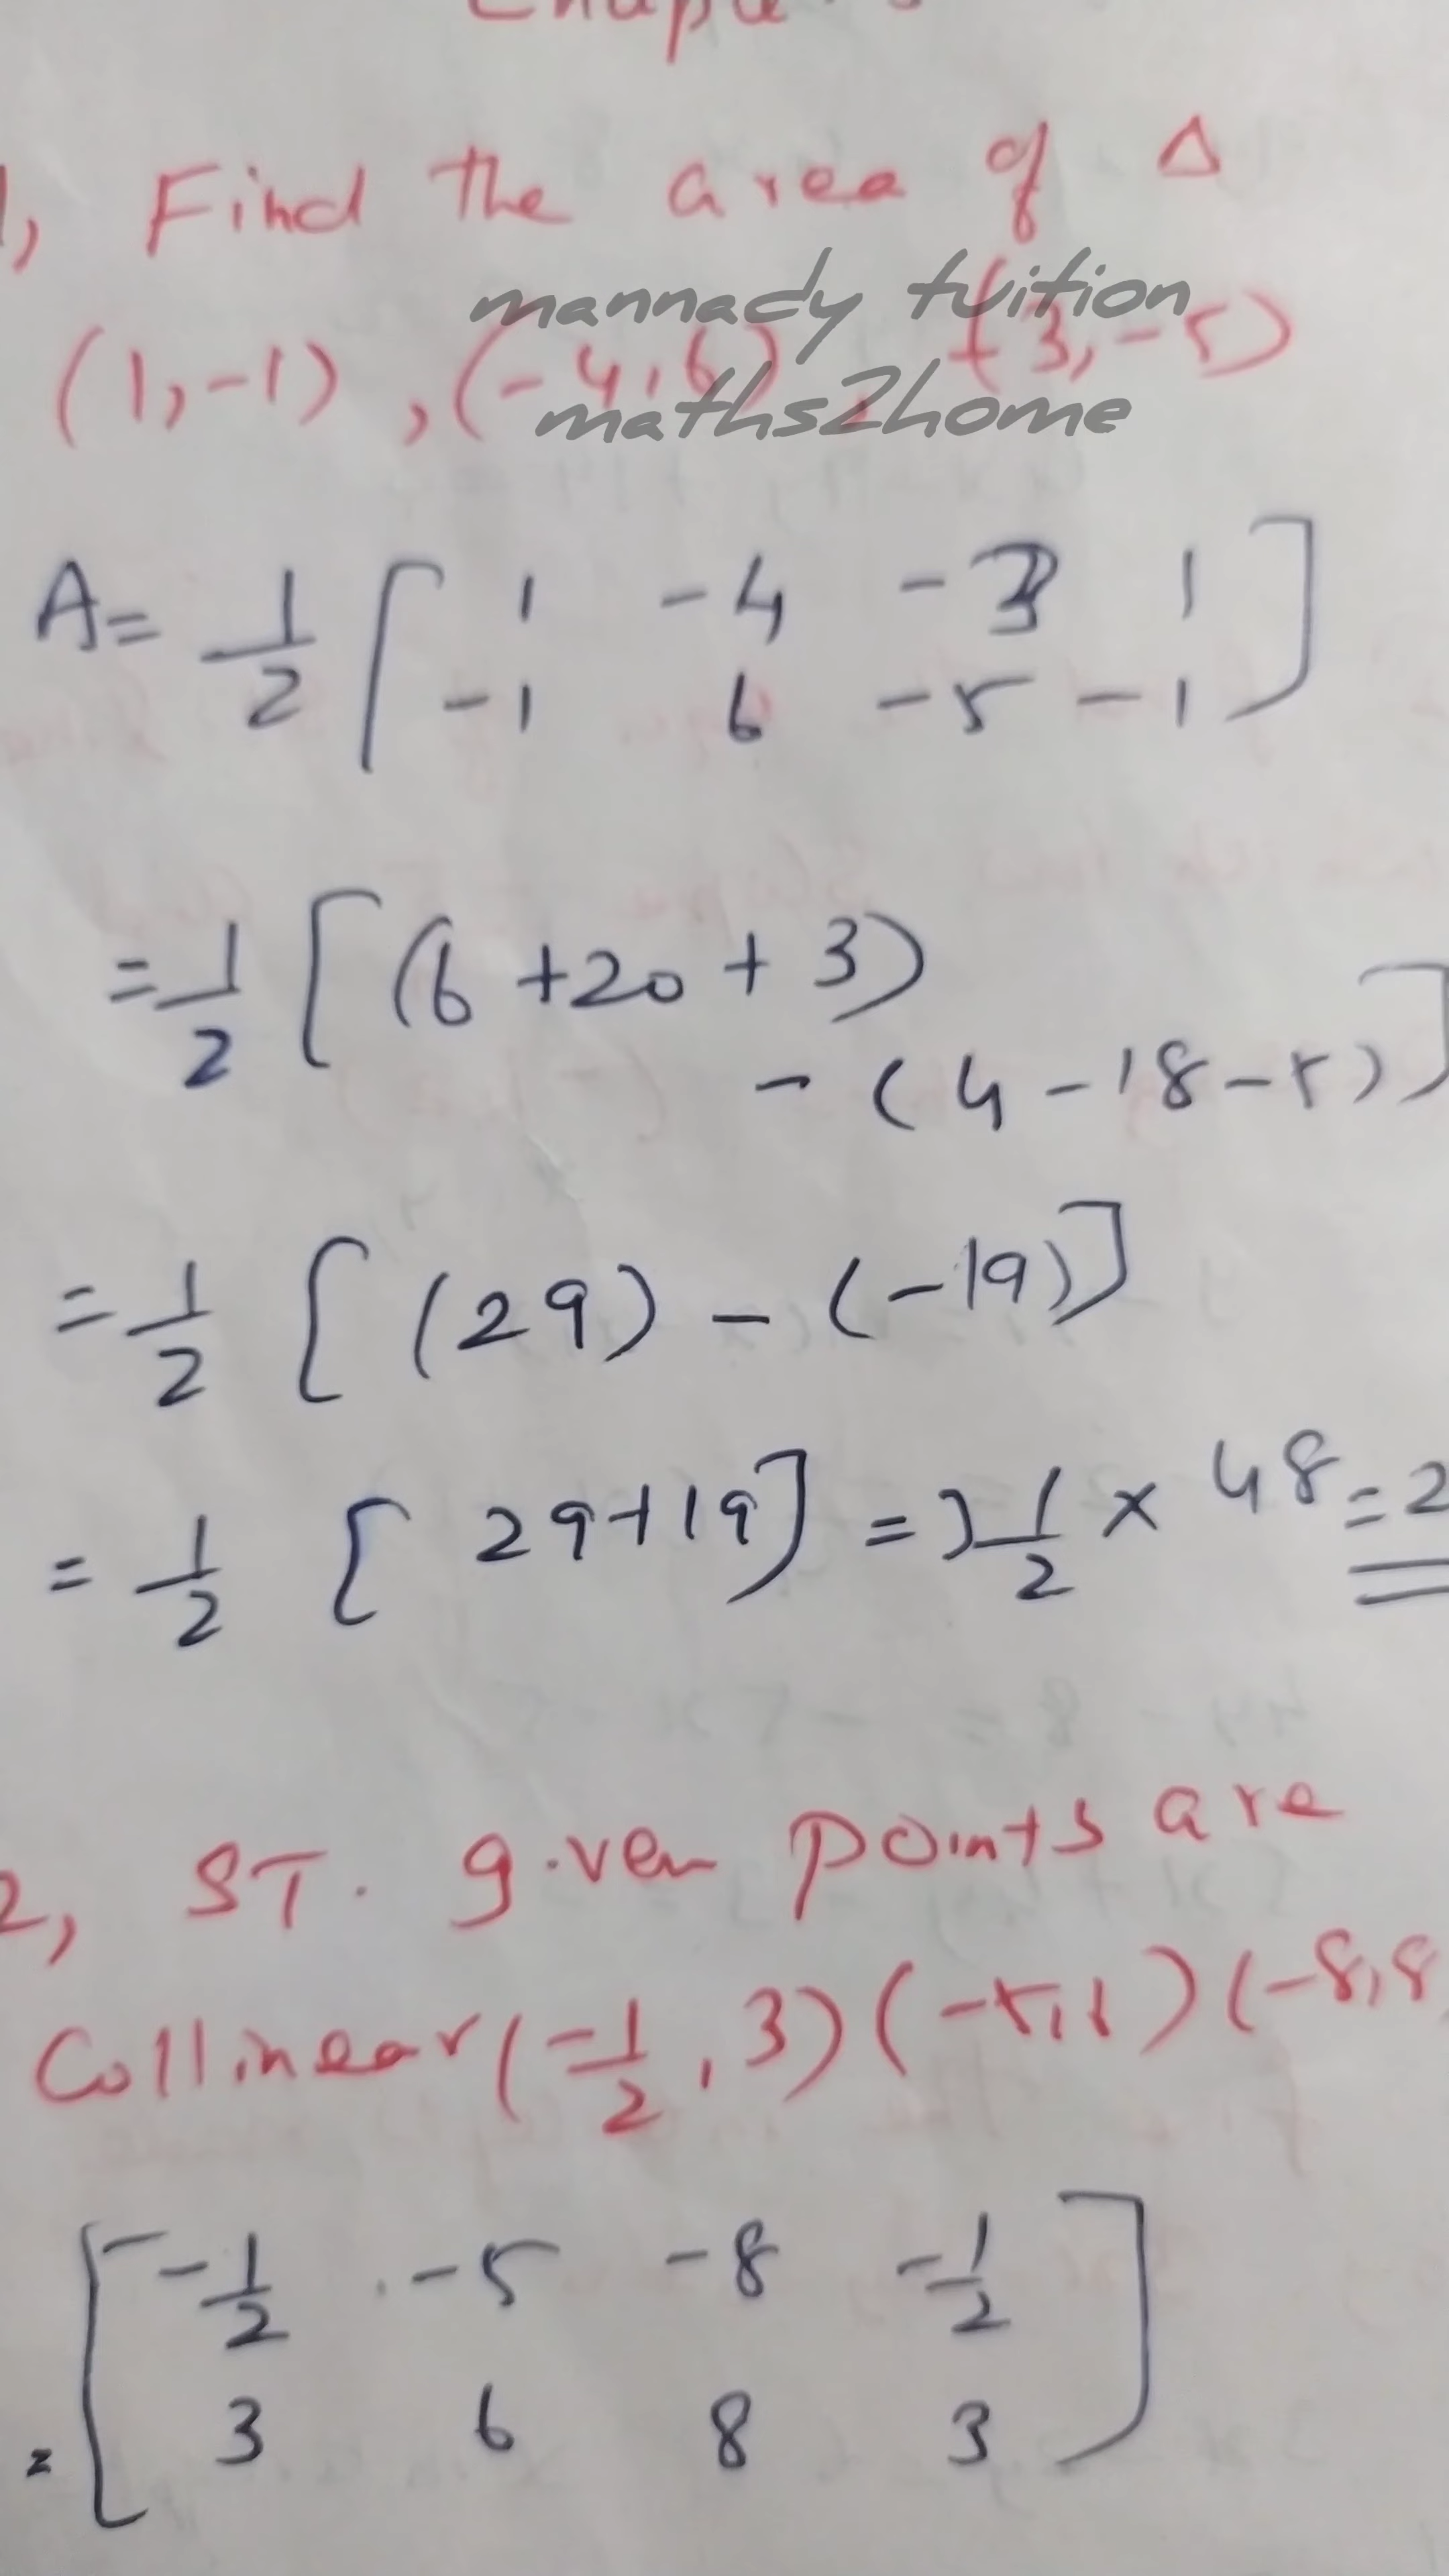 1, Find the area of Δ
mannady tuition
(1,-1), (-4,6), (-3,-5)
maths2home
A= 1/2 [ 1 -4 -3 1
-1 6 -5 -1 ]
= 1/2 [ (6 +20 + 3)
- (4 -18 -5) ]
= 1/2 [ (29) - (-19) ]
= 1/2 [ 29+19 ] = 1/2 × 48 = 2
2, ST. given points are
Collinear (-1/2, 3) (-5,6) (-8,8
= [ -1/2 -5 -8 -1/2
3 6 8 3 ]